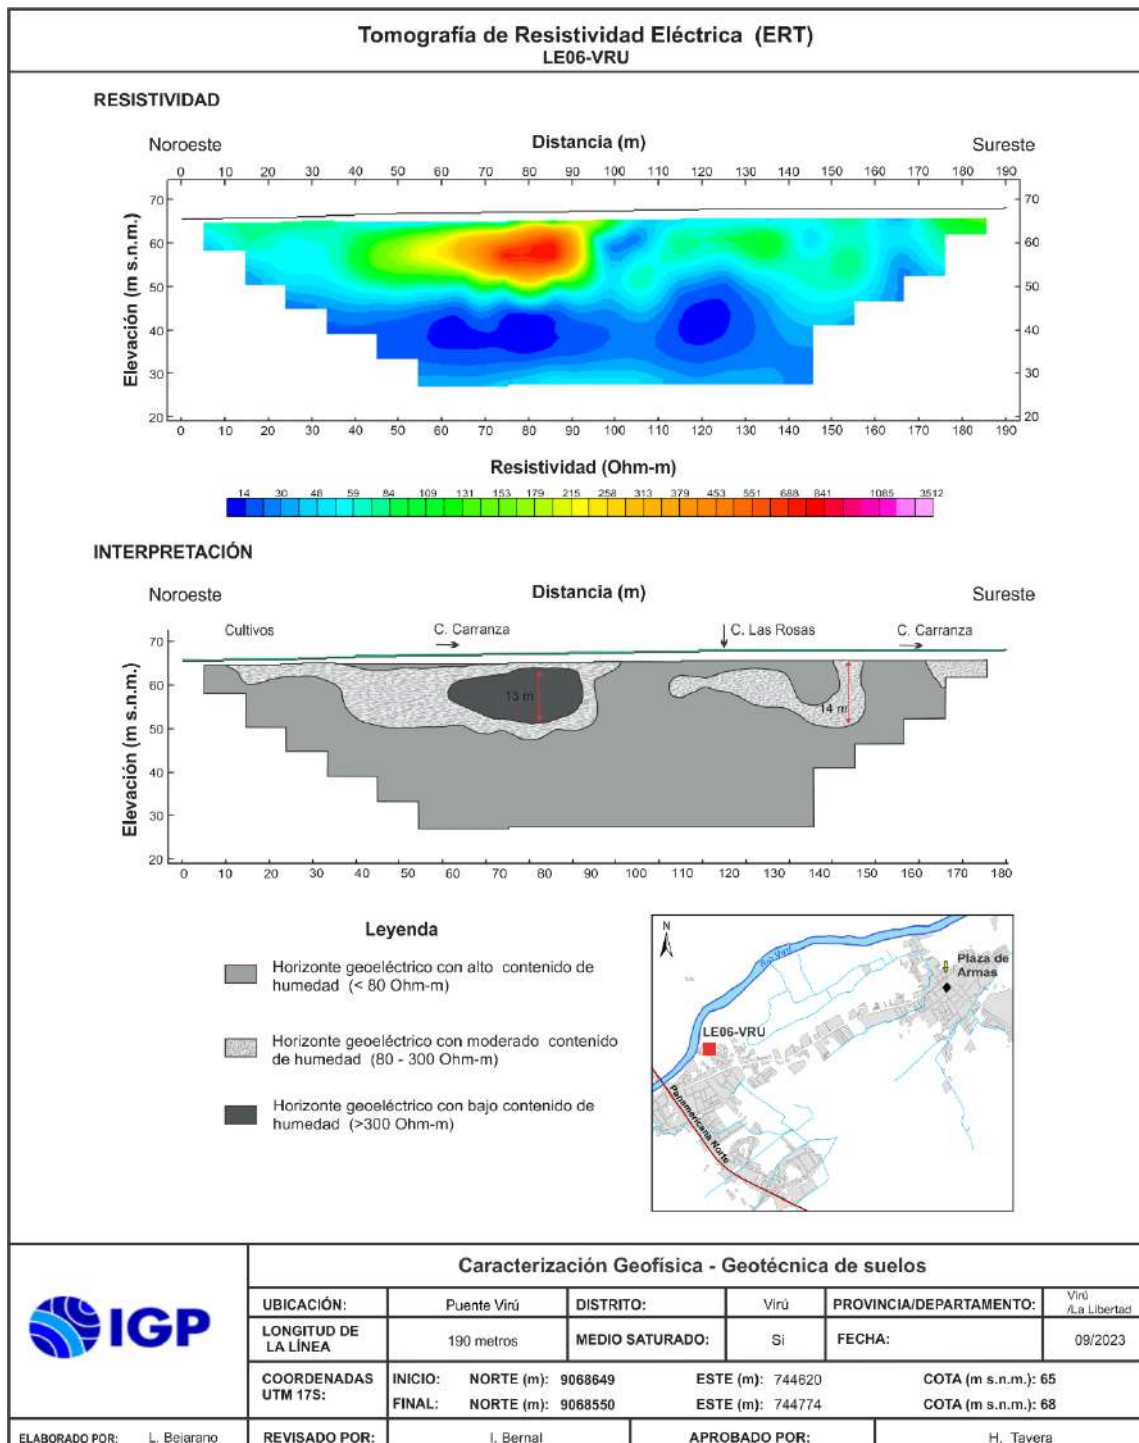 Tomografía de Resistividad Eléctrica (ERT)
LE06-VRU
RESISTIVIDAD
Noroeste Distancia (m) Sureste
0 10 20 30 40 50 60 70 80 90 100 110 120 130 140 150 160 170 180 190
Elevación (m s.n.m.)
70 70
60 60
50 50
40 40
30 30
20 20
0 10 20 30 40 50 60 70 80 90 100 110 120 130 140 150 160 170 180 190
Resistividad (Ohm-m)
14 30 48 59 84 109 131 153 179 215 258 313 379 453 551 688 841 1085 3512
INTERPRETACIÓN
Noroeste Distancia (m) Sureste
Cultivos C. Carranza C. Las Rosas C. Carranza
Elevación (m s.n.m.)
70
60
50
40
30
20
13 m
14 m
0 10 20 30 40 50 60 70 80 90 100 110 120 130 140 150 160 170 180
Leyenda
Horizonte geoeléctrico con alto contenido de
humedad (< 80 Ohm-m)
Horizonte geoeléctrico con moderado contenido
de humedad (80 - 300 Ohm-m)
Horizonte geoeléctrico con bajo contenido de
humedad (>300 Ohm-m)
N
Río Virú
Plaza de
Armas
LE06-VRU
Panamericana Norte
IGP
Caracterización Geofísica - Geotécnica de suelos
UBICACIÓN: Puente Virú DISTRITO: Virú PROVINCIA/DEPARTAMENTO: Virú
/La Libertad
LONGITUD DE
LA LÍNEA 190 metros MEDIO SATURADO: Si FECHA: 09/2023
COORDENADAS
UTM 17S:
INICIO: NORTE (m): 9068649 ESTE (m): 744620 COTA (m s.n.m.): 65
FINAL: NORTE (m): 9068550 ESTE (m): 744774 COTA (m s.n.m.): 68
ELABORADO POR: L. Bejarano REVISADO POR: I. Bernal APROBADO POR: H. Tavera